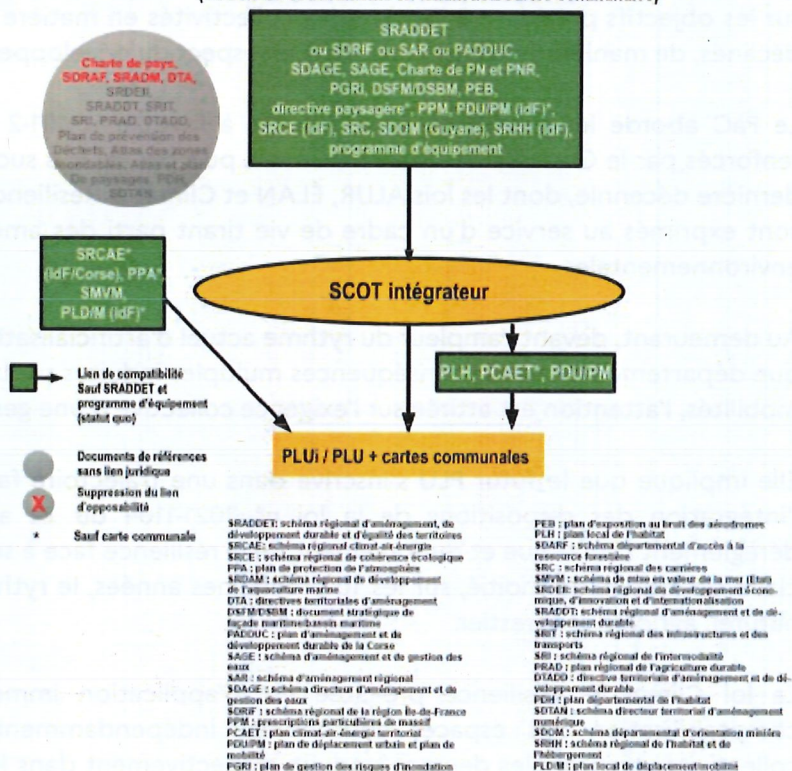 SRADDET
ou SDRIF ou SAR ou PADDUC,
SDAGE, SAGE, Charte de PN et PNR,
PGRI, DSFM/DSBM, PEB,
directive paysagère*, PPM, PDU/PM (IdF)*,
SRCE (IdF), SRC, SDOM (Guyane), SRHH (IdF),
programme d'équipement
Charte de pays,
SDRAF, SRADM, DTA,
SRDEII,
SRADDT, SRIT,
SRI, PRAD, DTADD,
Plan de prévention des
Déchets, Atlas des zones
inondables, Atlas et plan
De paysages, PDH,
SDTAN
SRCAE*
(IdF/Corse), PPA*,
SMVM,
PLD/M (IdF)*
SCOT intégrateur
PLH, PCAET*, PDU/PM
PLUi / PLU + cartes communales
Lien de compatibilité
Sauf SRADDET et
programme d'équipement
(statut quo)
Documents de références
sans lien juridique
X Suppression du lien
d'opposabilité
* Sauf carte communale
SRADDET: schéma régional d'aménagement, de
développement durable et d'égalité des territoires
SRCAE: schéma régional climat-air-énergie
SRCE : schéma régional de cohérence écologique
PPA : plan de protection de l'atmosphère
SRDAM : schéma régional de développement
de l'aquaculture marine
DTA : directives territoriales d'aménagement
DSFM/DSBM : document stratégique de
façade maritime/bassin maritime
PADDUC : plan d'aménagement et de
développement durable de la Corse
SAGE : schéma d'aménagement et de gestion des
eaux
SAR : schéma d'aménagement régional
SDAGE : schéma directeur d'aménagement et de
gestion des eaux
SDRIF : schéma régionale de la région Ile-de-France
PPM : prescriptions particulières de massif
PCAET : plan climat-air-énergie territorial
PDU/PM : plan de déplacement urbain et plan de
mobilité
PGRI : plan de gestion des risques d'inondation
PEB : plan d'exposition au bruit des aérodromes
PLH : plan local de l'habitat
SDARF : schéma départemental d'accès à la
ressource forestière
SRC : schéma régional des carrières
SMVM : schéma de mise en valeur de la mer (Etat)
SRDEII: schéma régional de développement écono-
mique, d'innovation et d'internationalisation
SRADDT: schéma régional d'aménagement et de dé-
veloppement durable
SRIT : schéma régional des infrastructures et des
transports
SRI : schéma régional de l'intermodalité
PRAD : plan régional de l'agriculture durable
DTADD : directive territoriale d'aménagement et de dé-
veloppement durable
PDH : plan départemental de l'habitat
SDTAN : schéma directeur territorial d'aménagement
numérique
SDOM : schéma départemental d'orientation minière
SRHH : schéma régional de l'habitat et de
l'hébergement
PLD/M : plan local de déplacement/mobilité